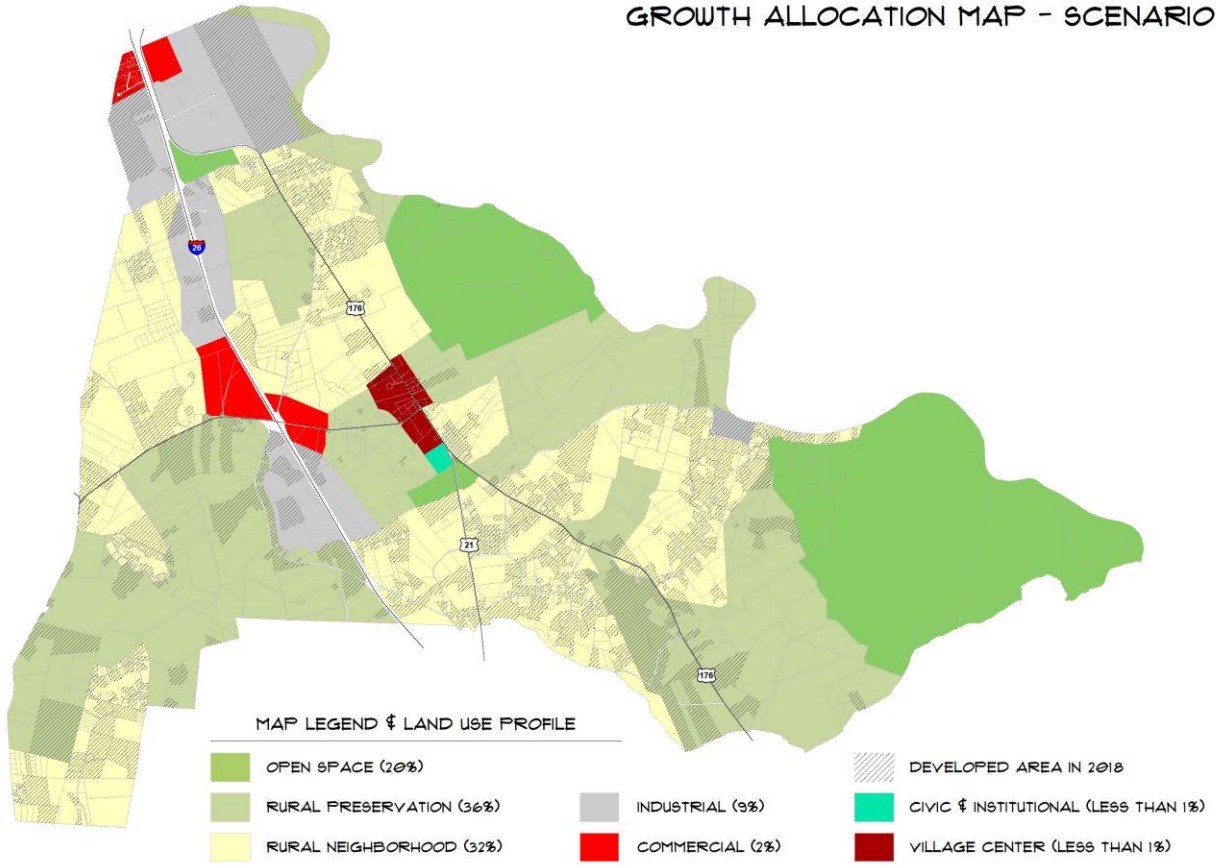 GROWTH ALLOCATION MAP - SCENARIO
26
176
21
176
MAP LEGEND & LAND USE PROFILE
OPEN SPACE (20%)
RURAL PRESERVATION (36%)
RURAL NEIGHBORHOOD (32%)
INDUSTRIAL (9%)
COMMERCIAL (2%)
DEVELOPED AREA IN 2018
CIVIC & INSTITUTIONAL (LESS THAN 1%)
VILLAGE CENTER (LESS THAN 1%)